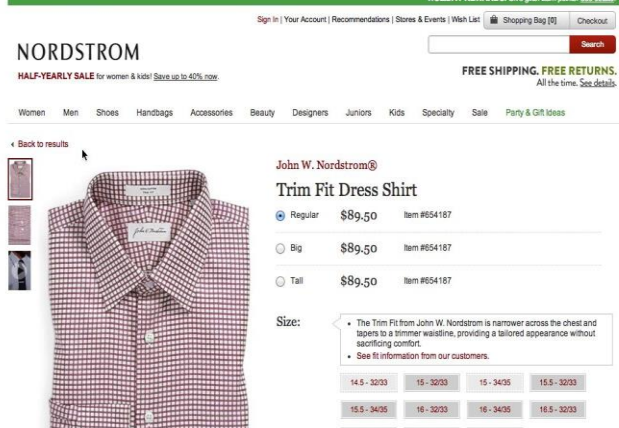 Sign In | Your Account | Recommendations | Stores & Events | Wish List
Shopping Bag [0]
Checkout
NORDSTROM
Search
HALF-YEARLY SALE for women & kids! Save up to 40% now.
FREE SHIPPING. FREE RETURNS.
All the time. See details.
Women Men Shoes Handbags Accessories Beauty Designers Juniors Kids Specialty Sale Party & Gift Ideas
Back to results
John W. Nordstrom®
Trim Fit Dress Shirt
Regular $89.50 Item #654187
Big $89.50 Item #654187
Tall $89.50 Item #654187
Size:
• The Trim Fit from John W. Nordstrom is narrower across the chest and
tapers to a trimmer waistline, providing a tailored appearance without
sacrificing comfort.
• See fit information from our customers.
14.5 - 32/33 15 - 32/33 15 - 34/35 15.5 - 32/33
15.5 - 34/35 16 - 32/33 16 - 34/35 16.5 - 32/33